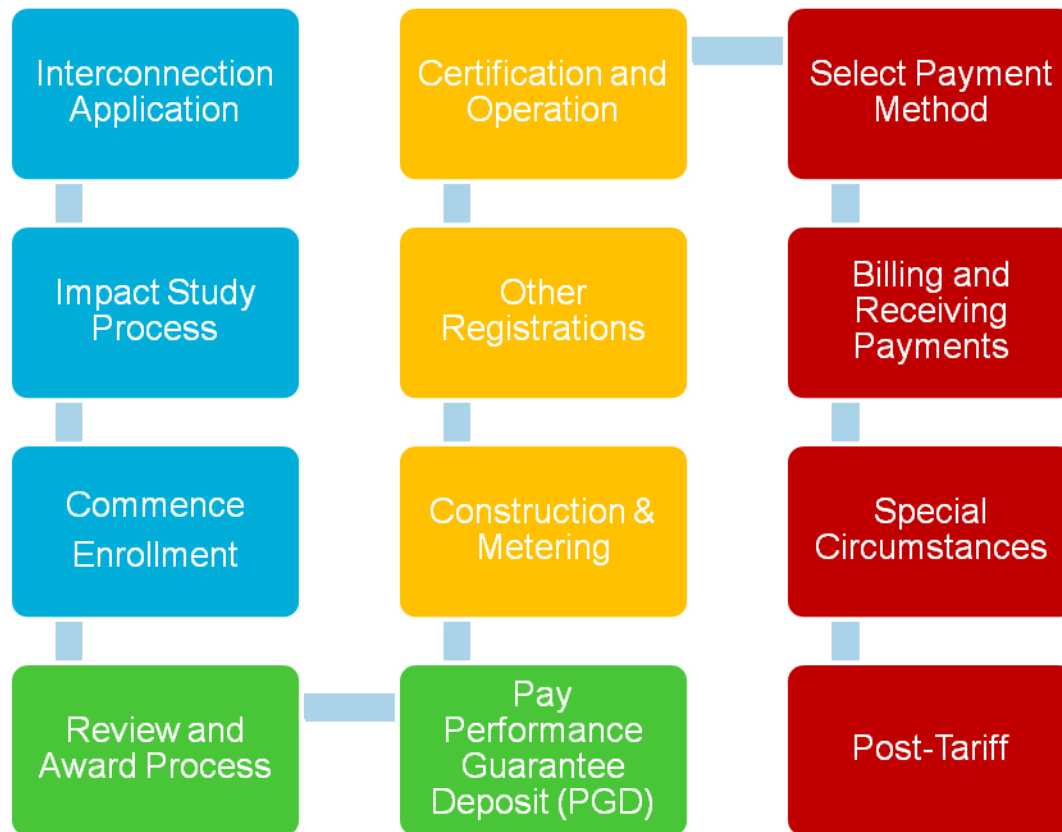 Interconnection
Application
Impact Study
Process
Commence
Enrollment
Review and
Award Process
Pay
Performance
Guarantee
Deposit (PGD)
Construction &
Metering
Other
Registrations
Certification and
Operation
Select Payment
Method
Billing and
Receiving
Payments
Special
Circumstances
Post-Tariff